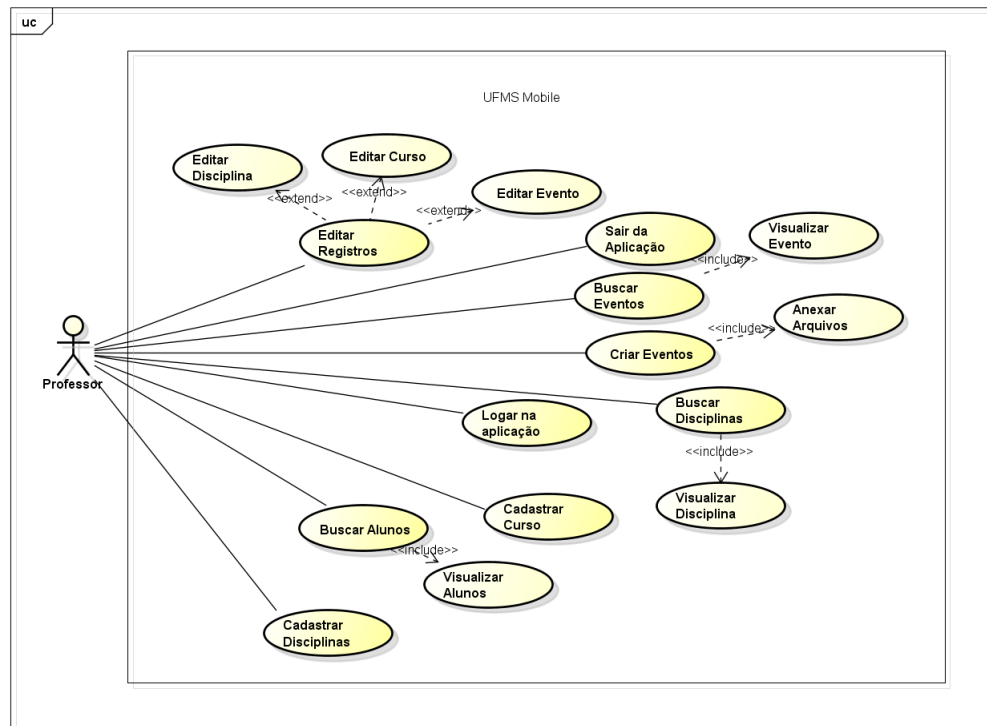 uc
UFMS Mobile
Editar
Disciplina
Editar Curso
Editar Evento
<<extend>>
<<extend>>
<<extend>>
Editar
Registros
Sair da
Aplicação
Visualizar
Evento
<<include>>
Buscar
Eventos
Anexar
Arquivos
<<include>>
Criar Eventos
Professor
Buscar
Disciplinas
Logar na
aplicação
<<include>>
Visualizar
Disciplina
Cadastrar
Curso
Buscar Alunos
<<include>>
Visualizar
Alunos
Cadastrar
Disciplinas